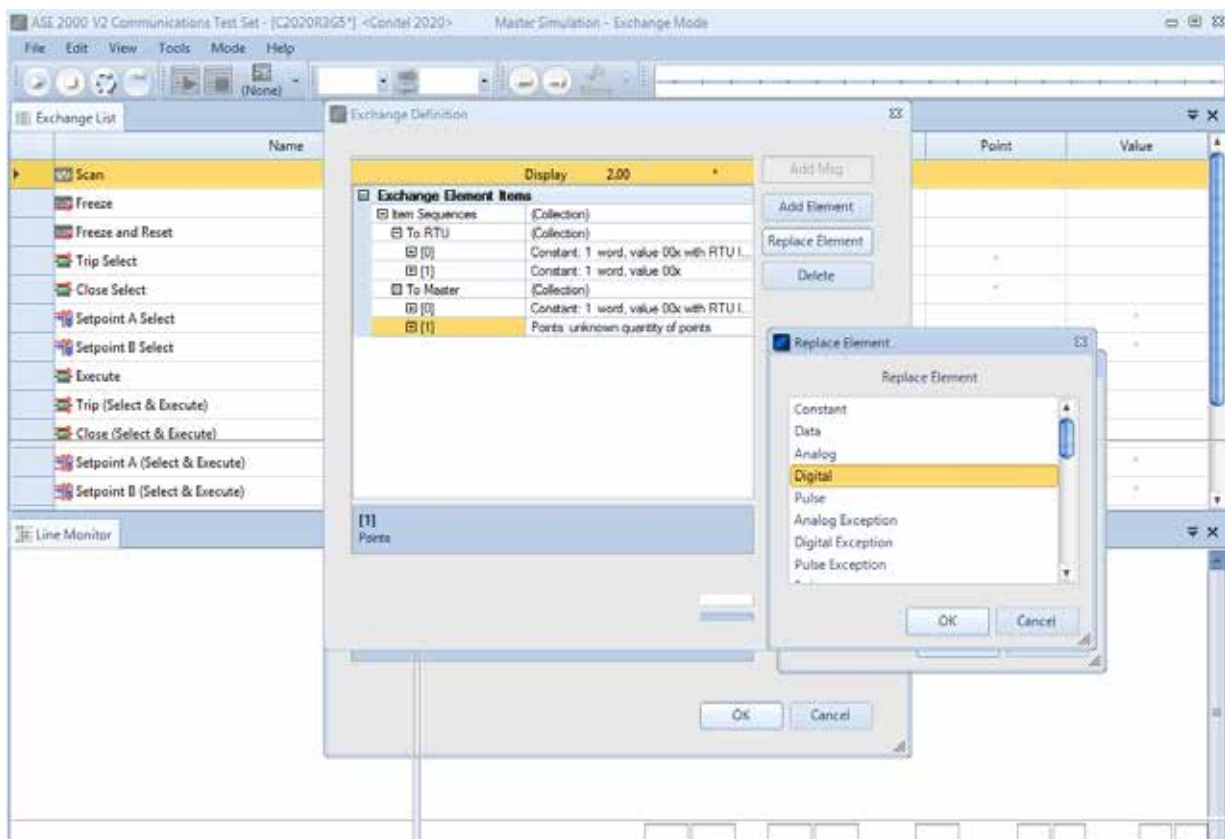 ASE 2000 V2 Communications Test Set - [C2020R3G5*] <Conitel 2020> Master Simulation - Exchange Mode
File Edit View Tools Mode Help
(None)
Exchange List
Name
Point
Value
Scan
Freeze
Freeze and Reset
Trip Select
Close Select
Setpoint A Select
Setpoint B Select
Execute
Trip (Select & Execute)
Close (Select & Execute)
Setpoint A (Select & Execute)
Setpoint B (Select & Execute)
Line Monitor
Exchange Definition
Display 2.00 *
Exchange Element Items
Item Sequences (Collection)
To RTU (Collection)
[0] Constant: 1 word, value 00x with RTU I...
[1] Constant: 1 word, value 00x
To Master (Collection)
[0] Constant: 1 word, value 00x with RTU I...
[1] Points: unknown quantity of points
[1]
Points
Add Msg
Add Element
Replace Element
Delete
OK Cancel
Replace Element
Replace Element
Constant
Data
Analog
Digital
Pulse
Analog Exception
Digital Exception
Pulse Exception
OK Cancel